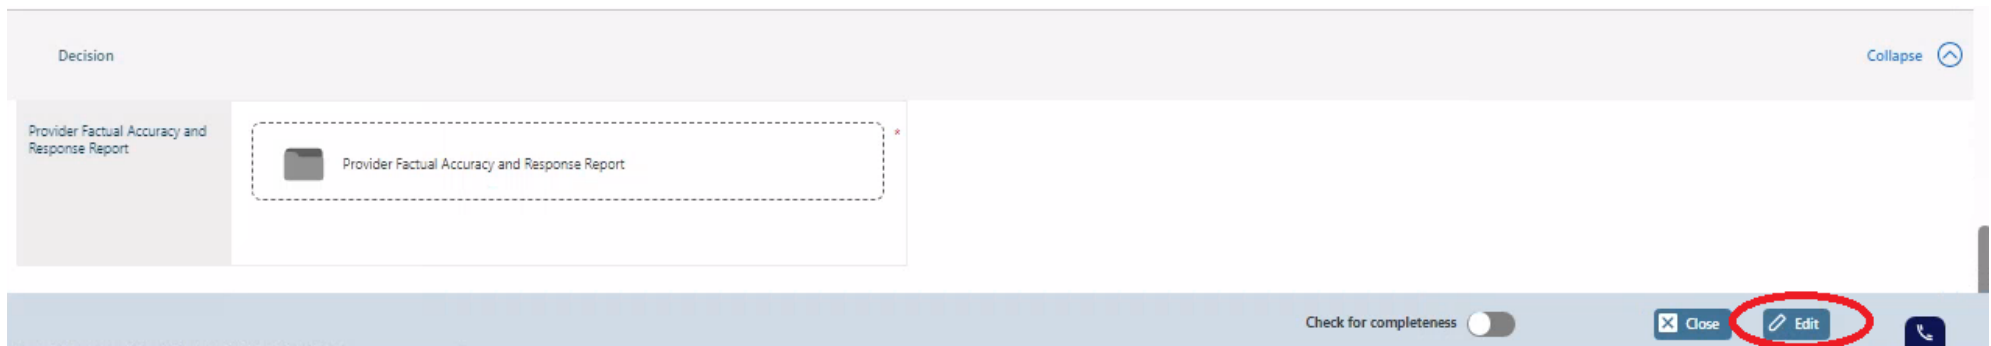 Decision
Collapse
Provider Factual Accuracy and
Response Report
*
Provider Factual Accuracy and Response Report
Check for completeness
Close
Edit